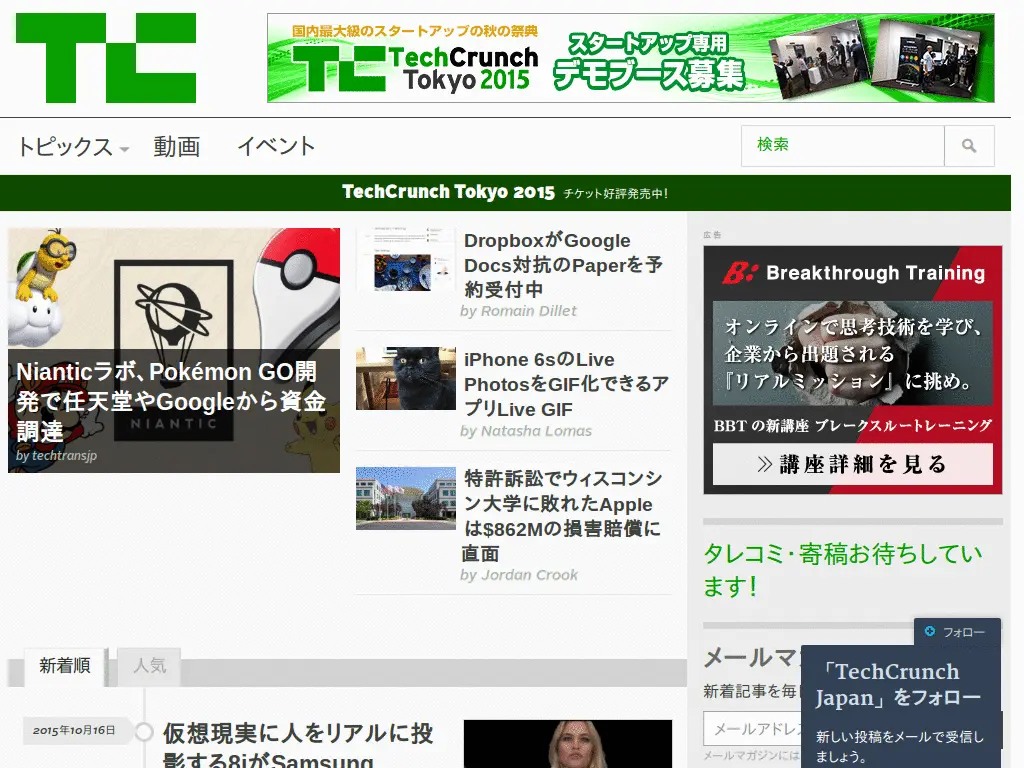 TC
国内最大級のスタートアップの秋の祭典
TechCrunch
Tokyo 2015
スタートアップ専用
デモブース募集
トピックス
動画
イベント
検索
TechCrunch Tokyo 2015 チケット好評発売中!
Nianticラボ、Pokémon GO開
発で任天堂やGoogleから資金
調達
by techtransjp
NIANTIC
DropboxがGoogle
Docs対抗のPaperを予
約受付中
by Romain Dillet
iPhone 6sのLive
PhotosをGIF化できるア
プリLive GIF
by Natasha Lomas
特許訴訟でウィスコンシ
ン大学に敗れたApple
は$862Mの損害賠償に
直面
by Jordan Crook
広告
B: Breakthrough Training
オンラインで思考技術を学び、
企業から出題される
『リアルミッション』に挑め。
BBTの新講座 ブレークスルートレーニング
≫講座詳細を見る
タレコミ・寄稿お待ちしてい
ます!
メールマ
新着記事を毎日
メールアドレ
メールマガジンには
フォロー
「TechCrunch
Japan」をフォロー
新しい投稿をメールで受信し
ましょう。
新着順
人気
2015年10月16日
仮想現実に人をリアルに投
影する8iがSamsung